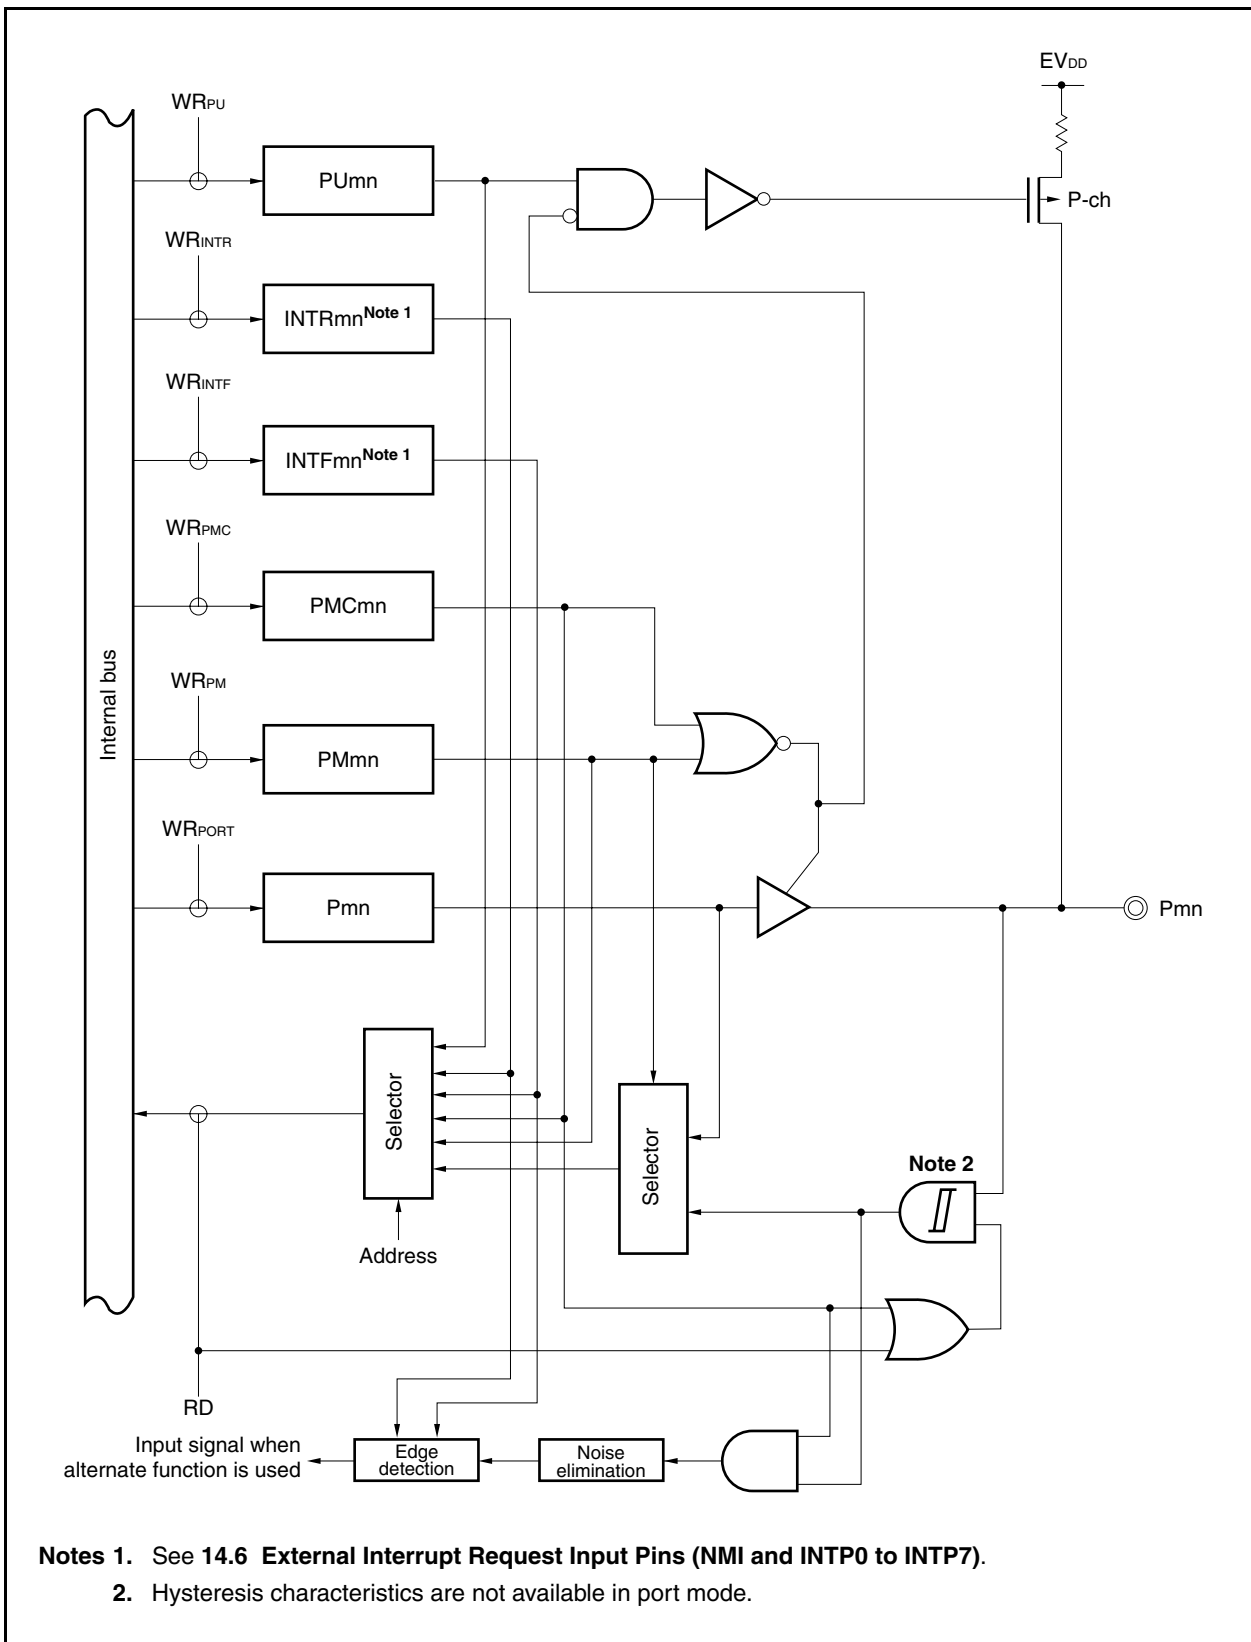 EVDD
WRPU
PUmn
P-ch
WRINTR
INTRmnNote 1
WRINTF
INTFmnNote 1
WRPMC
PMCmn
Internal bus
WRPM
PMmn
WRPORT
Pmn
Pmn
Selector
Selector
Note 2
Address
RD
Input signal when
alternate function is used
Edge
detection
Noise
elimination
Notes 1. See 14.6 External Interrupt Request Input Pins (NMI and INTP0 to INTP7).
2. Hysteresis characteristics are not available in port mode.